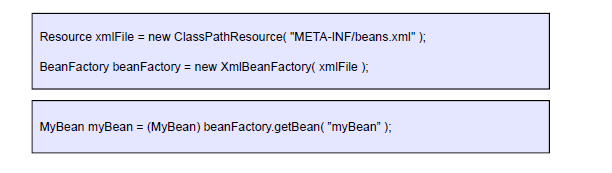 Resource xmlFile = new ClassPathResource( "META-INF/beans.xml" );
BeanFactory beanFactory = new XmlBeanFactory( xmlFile );
MyBean myBean = (MyBean) beanFactory.getBean( "myBean” );